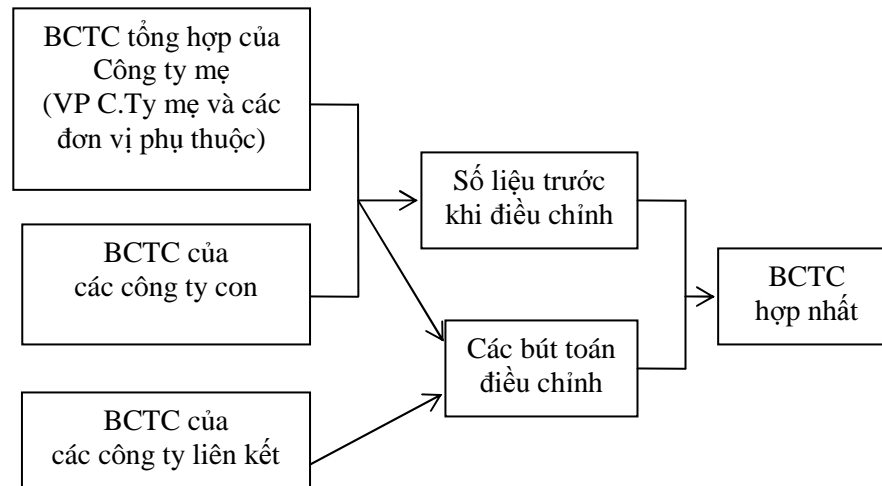 BCTC tổng hợp của
Công ty mẹ
(VP C.Ty mẹ và các
đơn vị phụ thuộc)
BCTC của
các công ty con
BCTC của
các công ty liên kết
Số liệu trước
khi điều chỉnh
Các bút toán
điều chỉnh
BCTC
hợp nhất